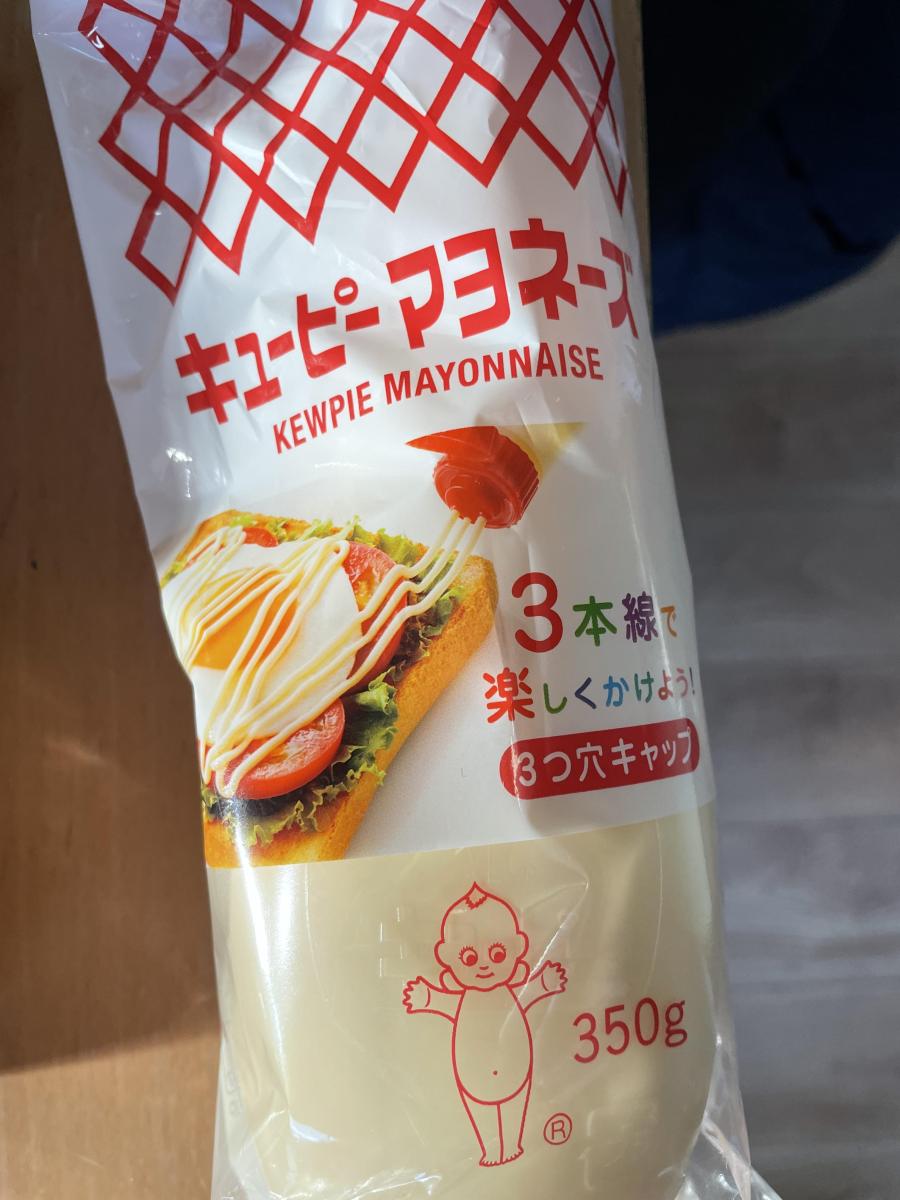 キユーピー マヨネーズ
KEWPIE MAYONNAISE
3本線で
楽しくかけよう!
3つ穴キャップ
350g
®